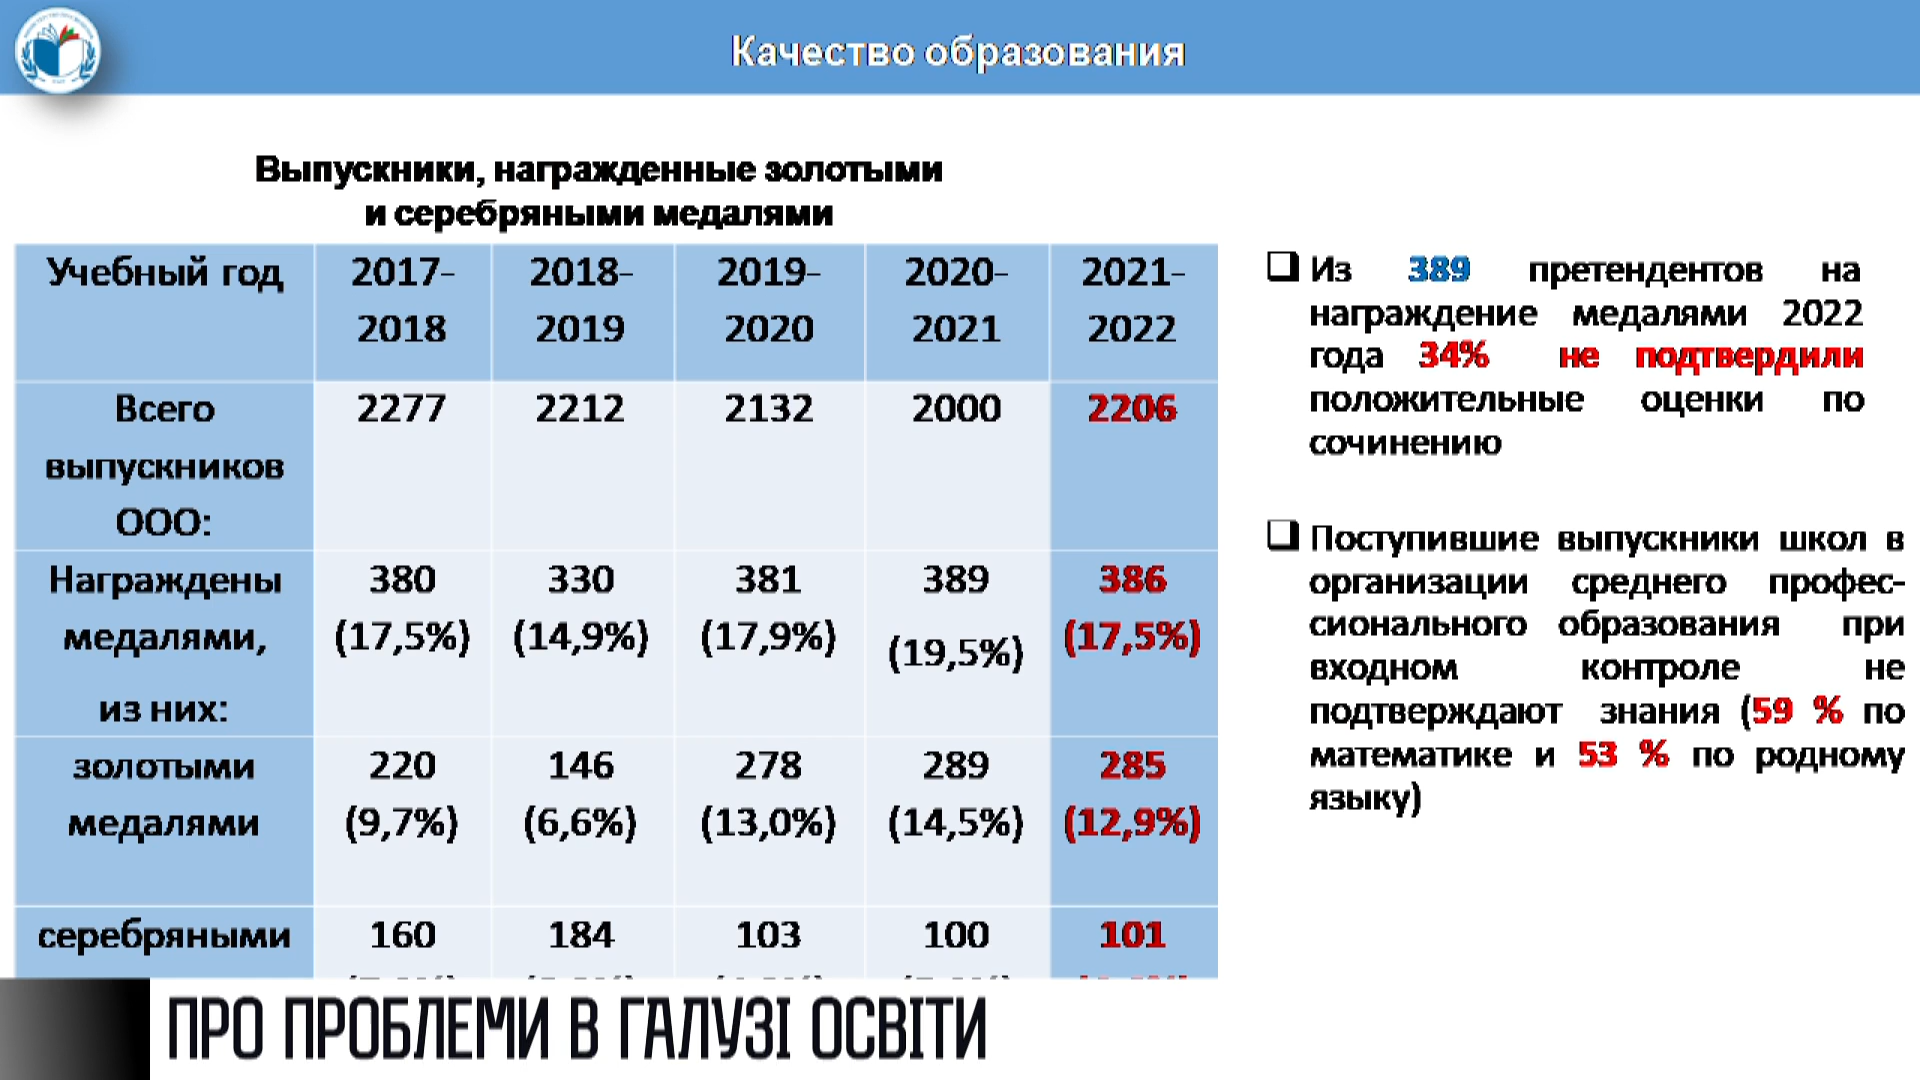 Качество образования
Выпускники, награжденные золотыми
и серебряными медалями
Учебный год 2017- 2018-  2019- 2020- 2021-
2018 2019 2020 2021 2022
Всего 2277 2212 2132 2000 2206
выпускников
ООО:
Награждены 380 330 381 389 386
медалями, (17,5%) (14,9%) (17,9%) (19,5%) (17,5%)
из них:
золотыми 220 146 278 289 285
медалями (9,7%) (6,6%) (13,0%) (14,5%) (12,9%)
серебряными 160 184 103 100 101
Из 389 претендентов на
награждение медалями 2022
года 34% не подтвердили
положительные оценки по
сочинению
Поступившие выпускники школ в
организации среднего профес-
сионального образования при
входном контроле не
подтверждают знания (59 % по
математике и 53 % по родному
языку)
ПРО ПРОБЛЕМИ В ГАЛУЗІ ОСВІТИ